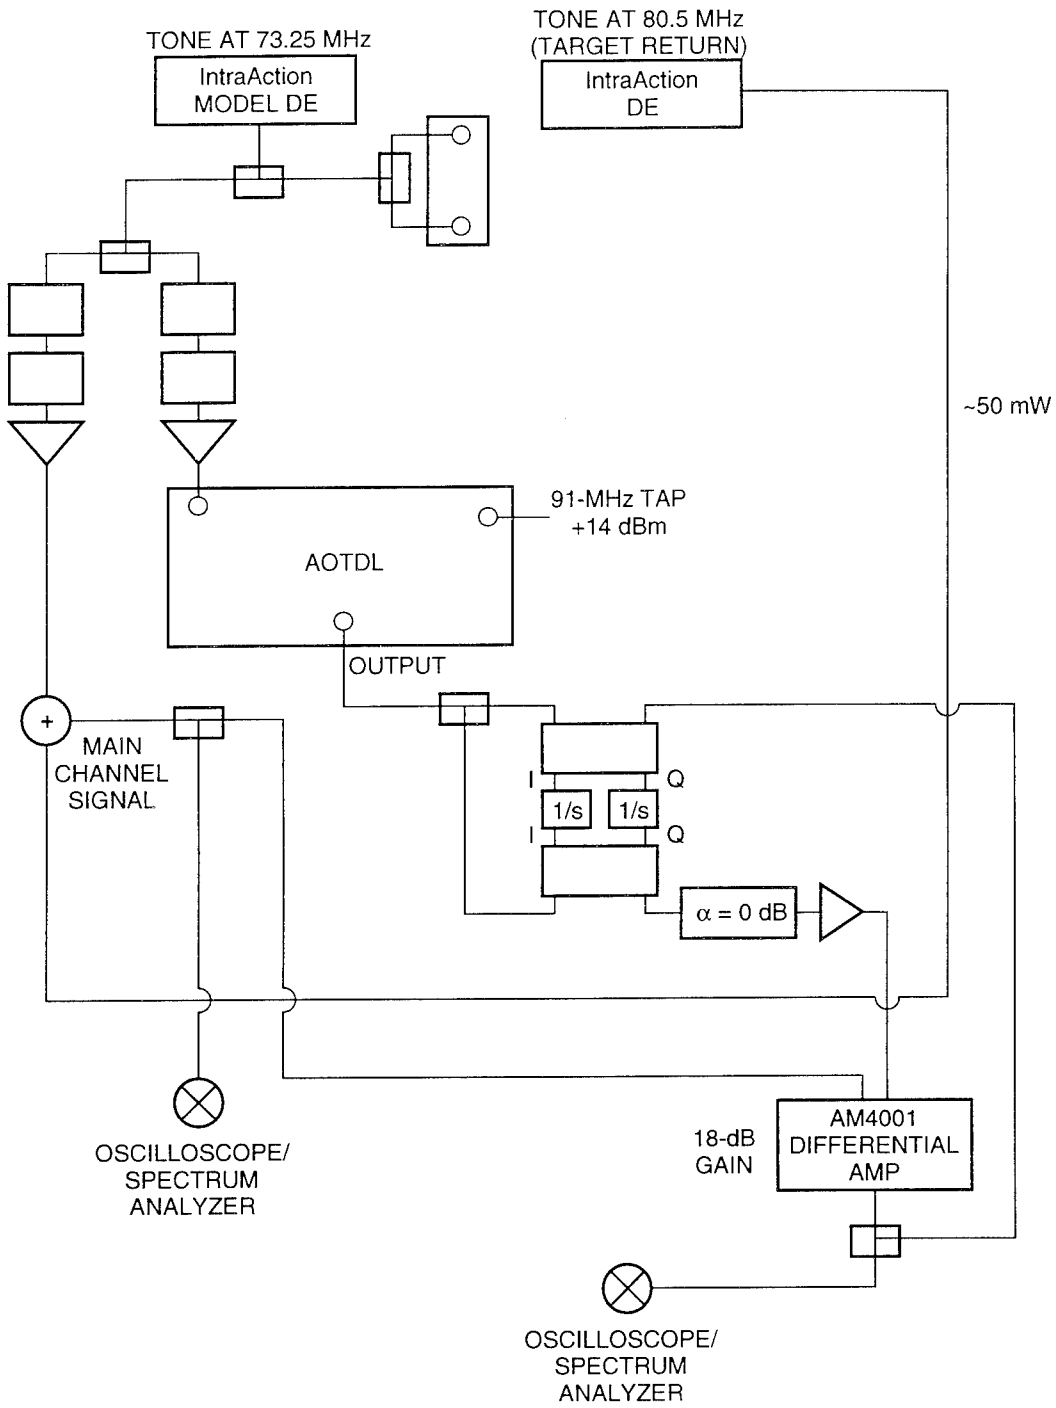 TONE AT 73.25 MHz
IntraAction
MODEL DE
TONE AT 80.5 MHz
(TARGET RETURN)
IntraAction
DE
~50 mW
91-MHz TAP
+14 dBm
AOTDL
OUTPUT
+
MAIN
CHANNEL
SIGNAL
I
Q
1/s
1/s
I
Q
α = 0 dB
OSCILLOSCOPE/
SPECTRUM
ANALYZER
18-dB
GAIN
AM4001
DIFFERENTIAL
AMP
OSCILLOSCOPE/
SPECTRUM
ANALYZER